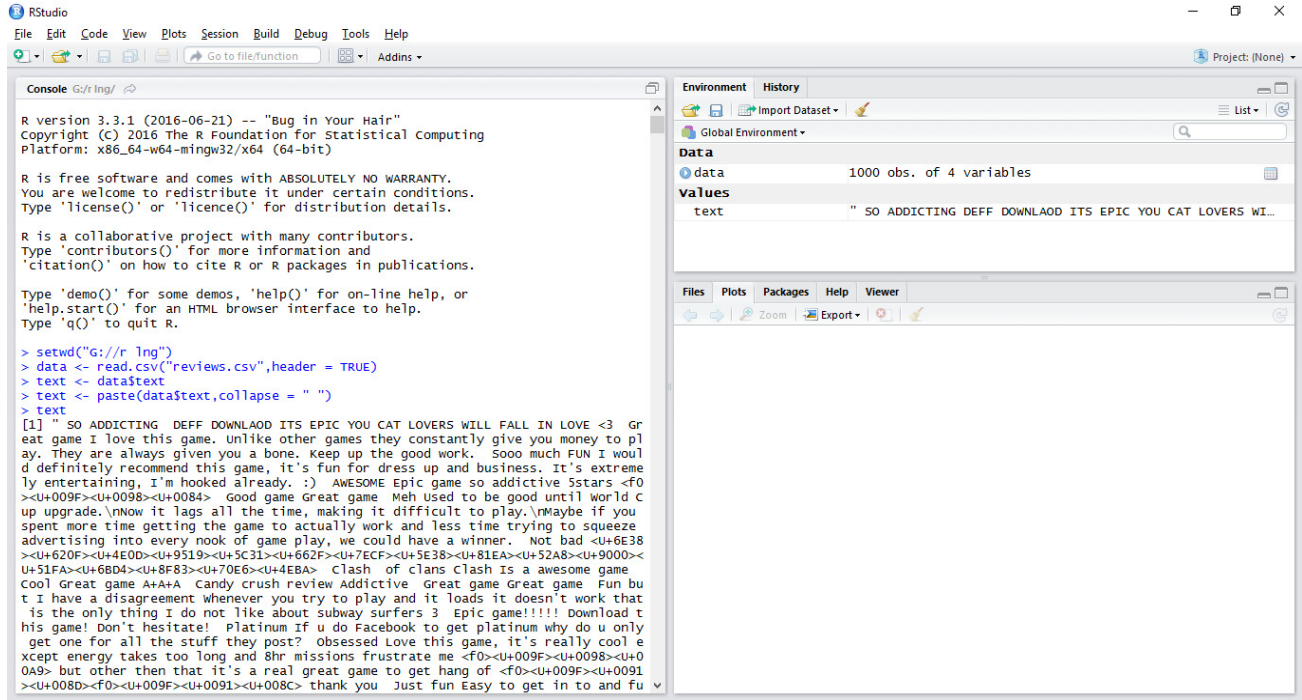 RStudio
File Edit Code View Plots Session Build Debug Tools Help
Go to file/function Addins Project: (None)
Console G:/r lng/
R version 3.3.1 (2016-06-21) -- "Bug in Your Hair"
Copyright (C) 2016 The R Foundation for Statistical Computing
Platform: x86_64-w64-mingw32/x64 (64-bit)
R is free software and comes with ABSOLUTELY NO WARRANTY.
You are welcome to redistribute it under certain conditions.
Type 'license()' or 'licence()' for distribution details.
R is a collaborative project with many contributors.
Type 'contributors()' for more information and
'citation()' on how to cite R or R packages in publications.
Type 'demo()' for some demos, 'help()' for on-line help, or
'help.start()' for an HTML browser interface to help.
Type 'q()' to quit R.
> setwd("G://r lng")
> data <- read.csv("reviews.csv",header = TRUE)
> text <- data$text
> text <- paste(data$text,collapse = " ")
> text
[1] " SO ADDICTING  DEFF DOWNLAOD ITS EPIC YOU CAT LOVERS WILL FALL IN LOVE <3  Gr
eat game I love this game. Unlike other games they constantly give you money to pl
ay. They are always given you a bone. Keep up the good work.  Sooo much FUN I woul
d definitely recommend this game, it's fun for dress up and business. It's extreme
ly entertaining, I'm hooked already. :)  AWESOME Epic game so addictive 5stars <f0
><U+009F><U+0098><U+0084>  Good game Great game  Meh Used to be good until World C
up upgrade.\nNow it lags all the time, making it difficult to play.\nMaybe if you
spent more time getting the game to actually work and less time trying to squeeze
advertising into every nook of game play, we could have a winner.  Not bad <U+6E38
><U+620F><U+4E0D><U+9519><U+5C31><U+662F><U+7ECF><U+5E38><U+81EA><U+52A8><U+9000><
U+51FA><U+6BD4><U+8F83><U+70E6><U+4EBA>  Clash  of clans Clash Is a awesome game
Cool Great game A+A+A  Candy crush review Addictive  Great game Great game  Fun bu
t I have a disagreement Whenever you try to play and it loads it doesn't work that
 is the only thing I do not like about subway surfers 3  Epic game!!!!! Download t
his game! Don't hesitate!  Platinum If u do Facebook to get platinum why do u only
 get one for all the stuff they post?  Obsessed Love this game, it's really cool e
xcept energy takes too long and 8hr missions frustrate me <f0><U+009F><U+0098><U+0
0A9> but other then that it's a real great game to get hang of <f0><U+009F><U+0091
><U+008D><f0><U+009F><U+0091><U+008C> thank you  Just fun Easy to get in to and fu
Environment History
Import Dataset List
Global Environment
Data
data 1000 obs. of 4 variables
Values
text " SO ADDICTING DEFF DOWNLAOD ITS EPIC YOU CAT LOVERS WI…
Files Plots Packages Help Viewer
Zoom Export